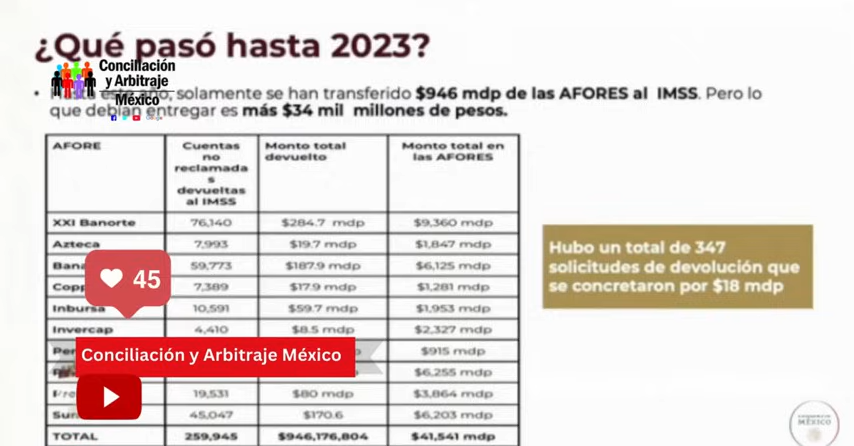 ¿Qué pasó hasta 2023?
Conciliación
y Arbitraje
México
año, solamente se han transferido $946 mdp de las AFORES al IMSS. Pero lo
que debían entregar es más $34 mil millones de pesos.
AFORE Cuentas no reclamadas devueltas al IMSS Monto total devuelto Monto total en las AFORES
XXI Banorte 76,140 $284.7 mdp $9,360 mdp
Azteca 7,993 $19.7 mdp $1,847 mdp
59,773 $187.9 mdp $6,125 mdp
7,389 $17.9 mdp $1,281 mdp
Inbursa 10,591 $59.7 mdp $1,953 mdp
Invercap 4,410 $8.5 mdp $2,327 mdp
$915 mdp
$6,255 mdp
19,531 $80 mdp $3,864 mdp
45,047 $170.6 $6,203 mdp
TOTAL 259,945 $946,176,804 $41,541 mdp
Hubo un total de 347
solicitudes de devolución que
se concretaron por $18 mdp
45
Conciliación y Arbitraje México
MÉXICO